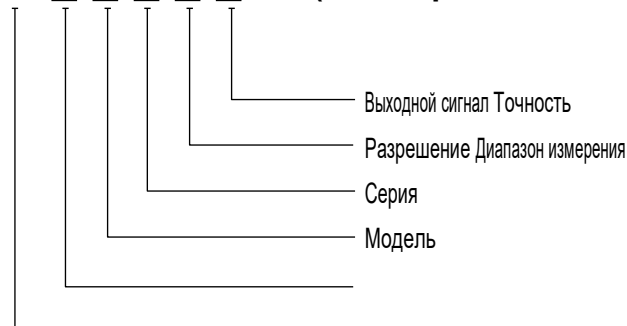 Выходной сигнал Точность
Разрешение Диапазон измерения
Серия
Модель